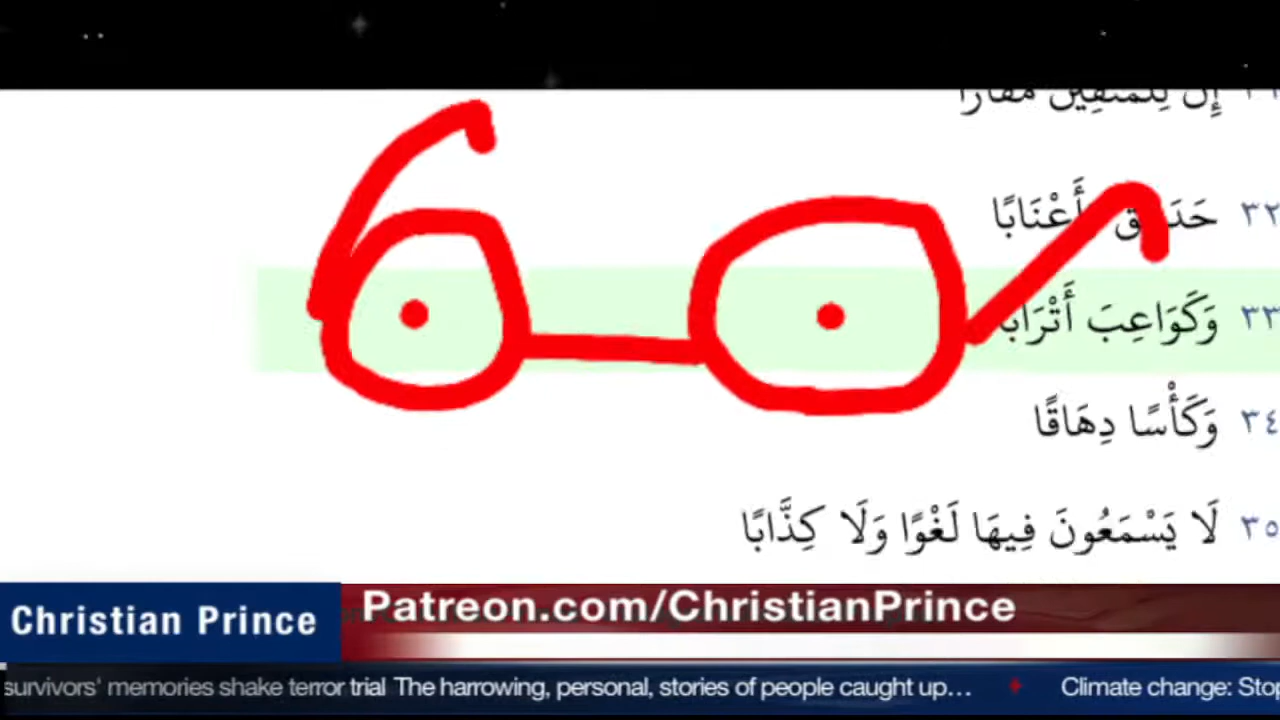 إِنَّ لِلْمُتَّقِينَ مَفَازًا ٣١
حَدَائِقَ وَأَعْنَابًا ٣٢
وَكَوَاعِبَ أَتْرَابًا ٣٣
وَكَأْسًا دِهَاقًا ٣٤
لَا يَسْمَعُونَ فِيهَا لَغْوًا وَلَا كِذَّابًا ٣٥
Christian Prince
Patreon.com/ChristianPrince
survivors' memories shake terror trial The harrowing, personal, stories of people caught up... Climate change: Stop